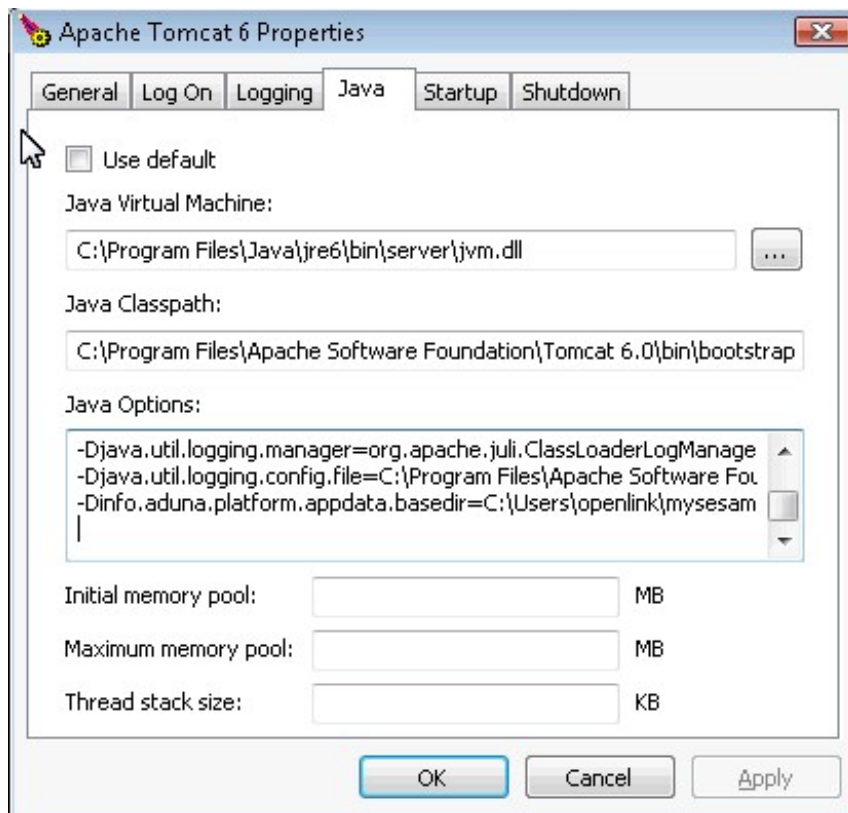 Apache Tomcat 6 Properties
General Log On Logging Java Startup Shutdown
Use default
Java Virtual Machine:
C:\Program Files\Java\jre6\bin\server\jvm.dll ...
Java Classpath:
C:\Program Files\Apache Software Foundation\Tomcat 6.0\bin\bootstrap
Java Options:
-Djava.util.logging.manager=org.apache.juli.ClassLoaderLogManage
-Djava.util.logging.config.file=C:\Program Files\Apache Software Fou
-Dinfo.aduna.platform.appdata.basedir=C:\Users\openlink\mysesam
Initial memory pool: MB
Maximum memory pool: MB
Thread stack size: KB
OK Cancel Apply